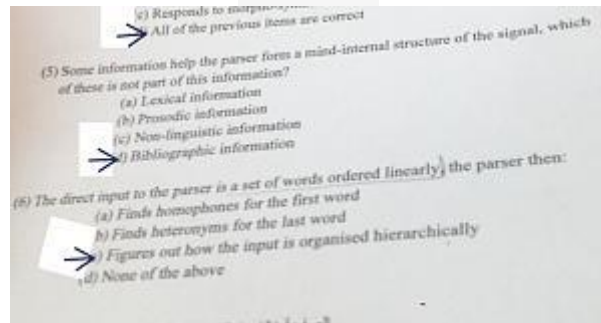 c) Responds to
All of the previous items are correct
(5) Some information help the parser form a mind-internal structure of the signal, which
of these is not part of this information?
(a) Lexical information
(b) Prosodic information
(c) Non-linguistic information
d) Bibliographic information
(6) The direct input to the parser is a set of words ordered linearly, the parser then:
(a) Finds homophones for the first word
b) Finds heteronyms for the last word
) Figures out how the input is organised hierarchically
d) None of the above